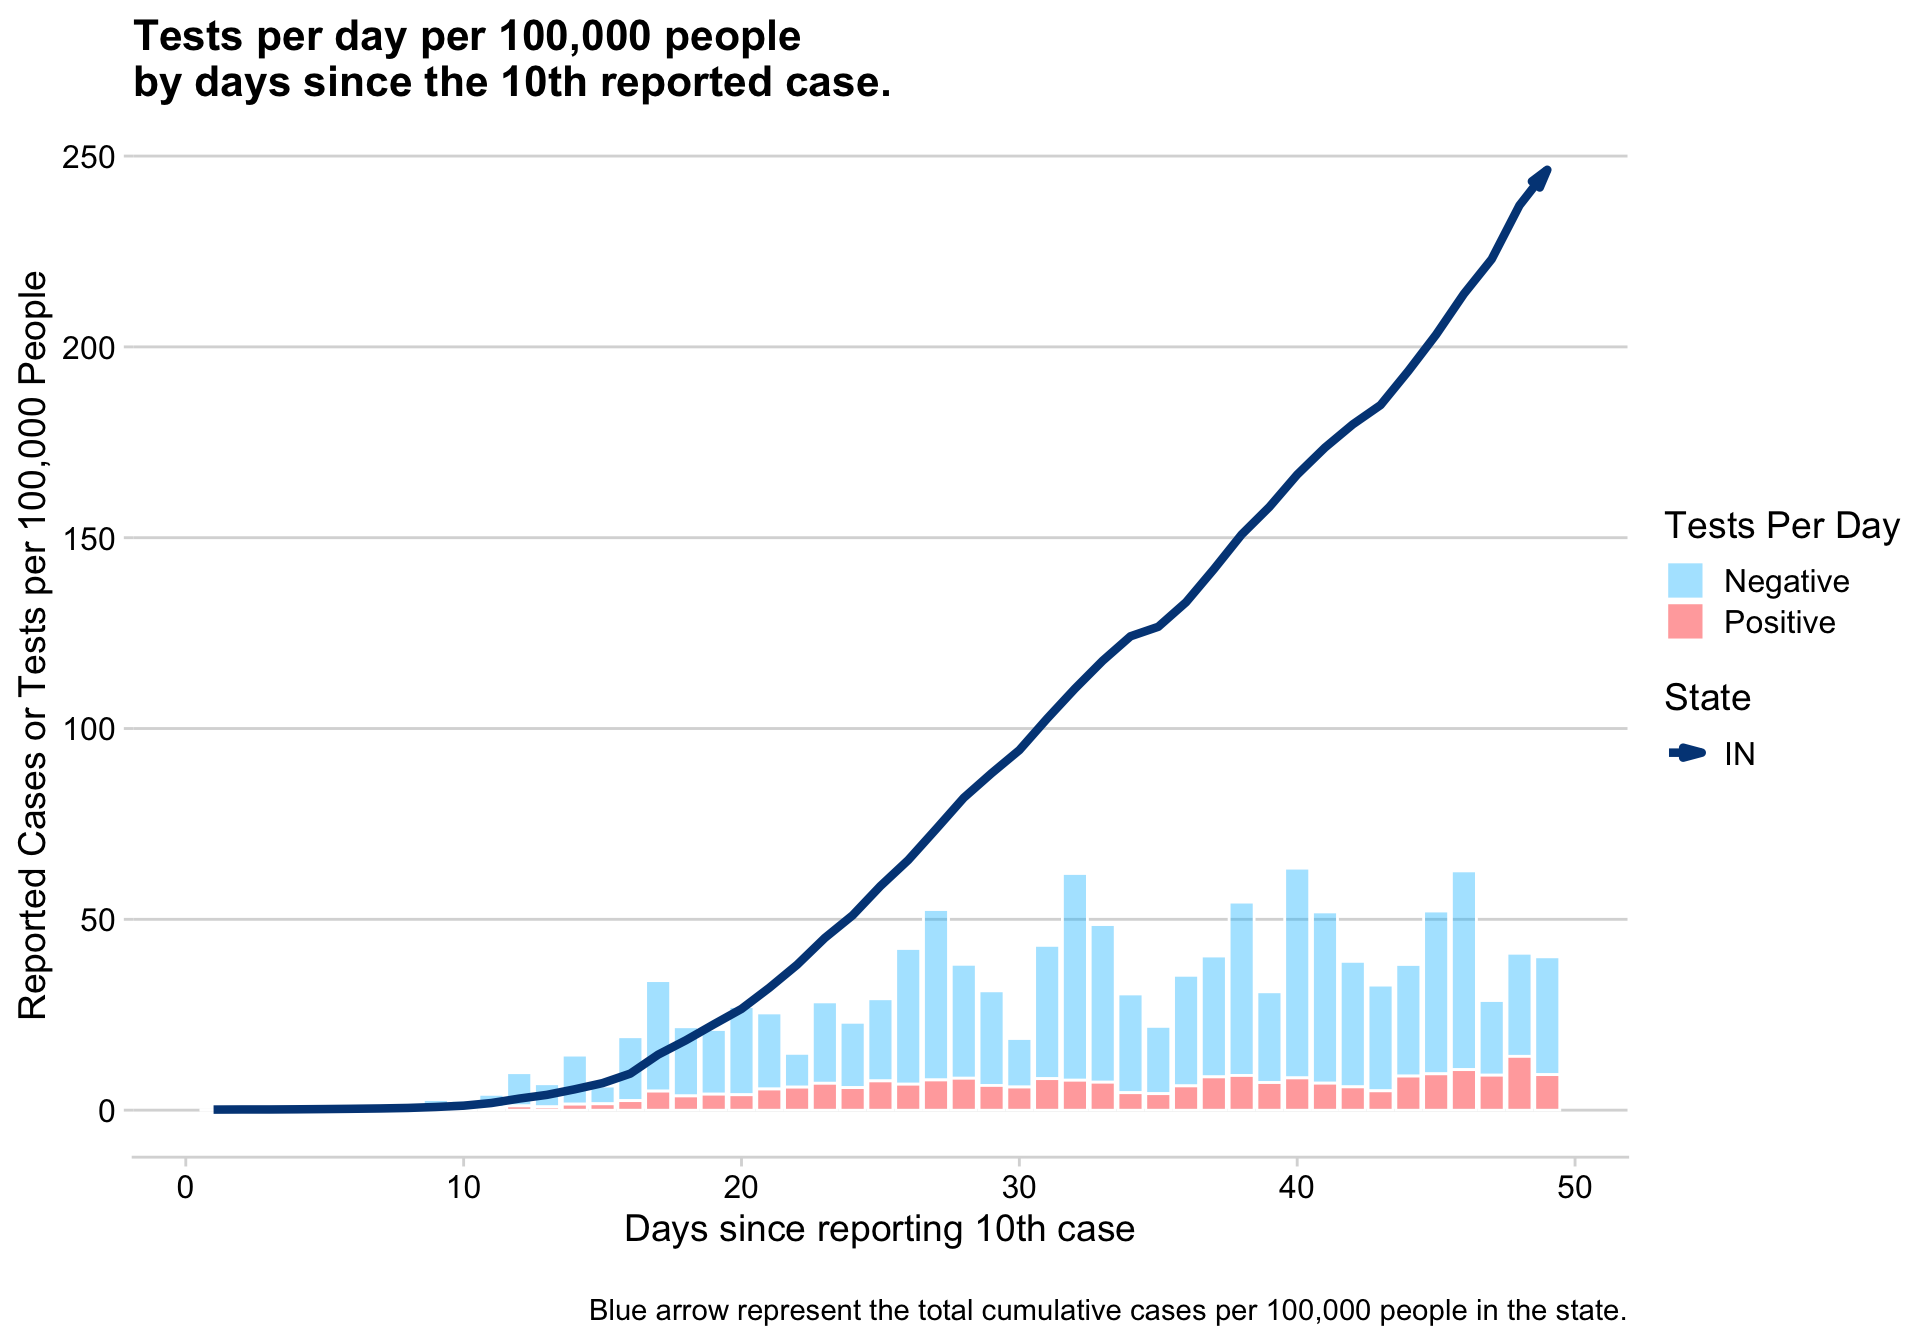 Tests per day per 100,000 people
by days since the 10th reported case.
Reported Cases or Tests per 100,000 People
250
200
150
100
50
0
0
10
20
30
40
50
Days since reporting 10th case
Tests Per Day
Negative
Positive
State
IN
Blue arrow represent the total cumulative cases per 100,000 people in the state.